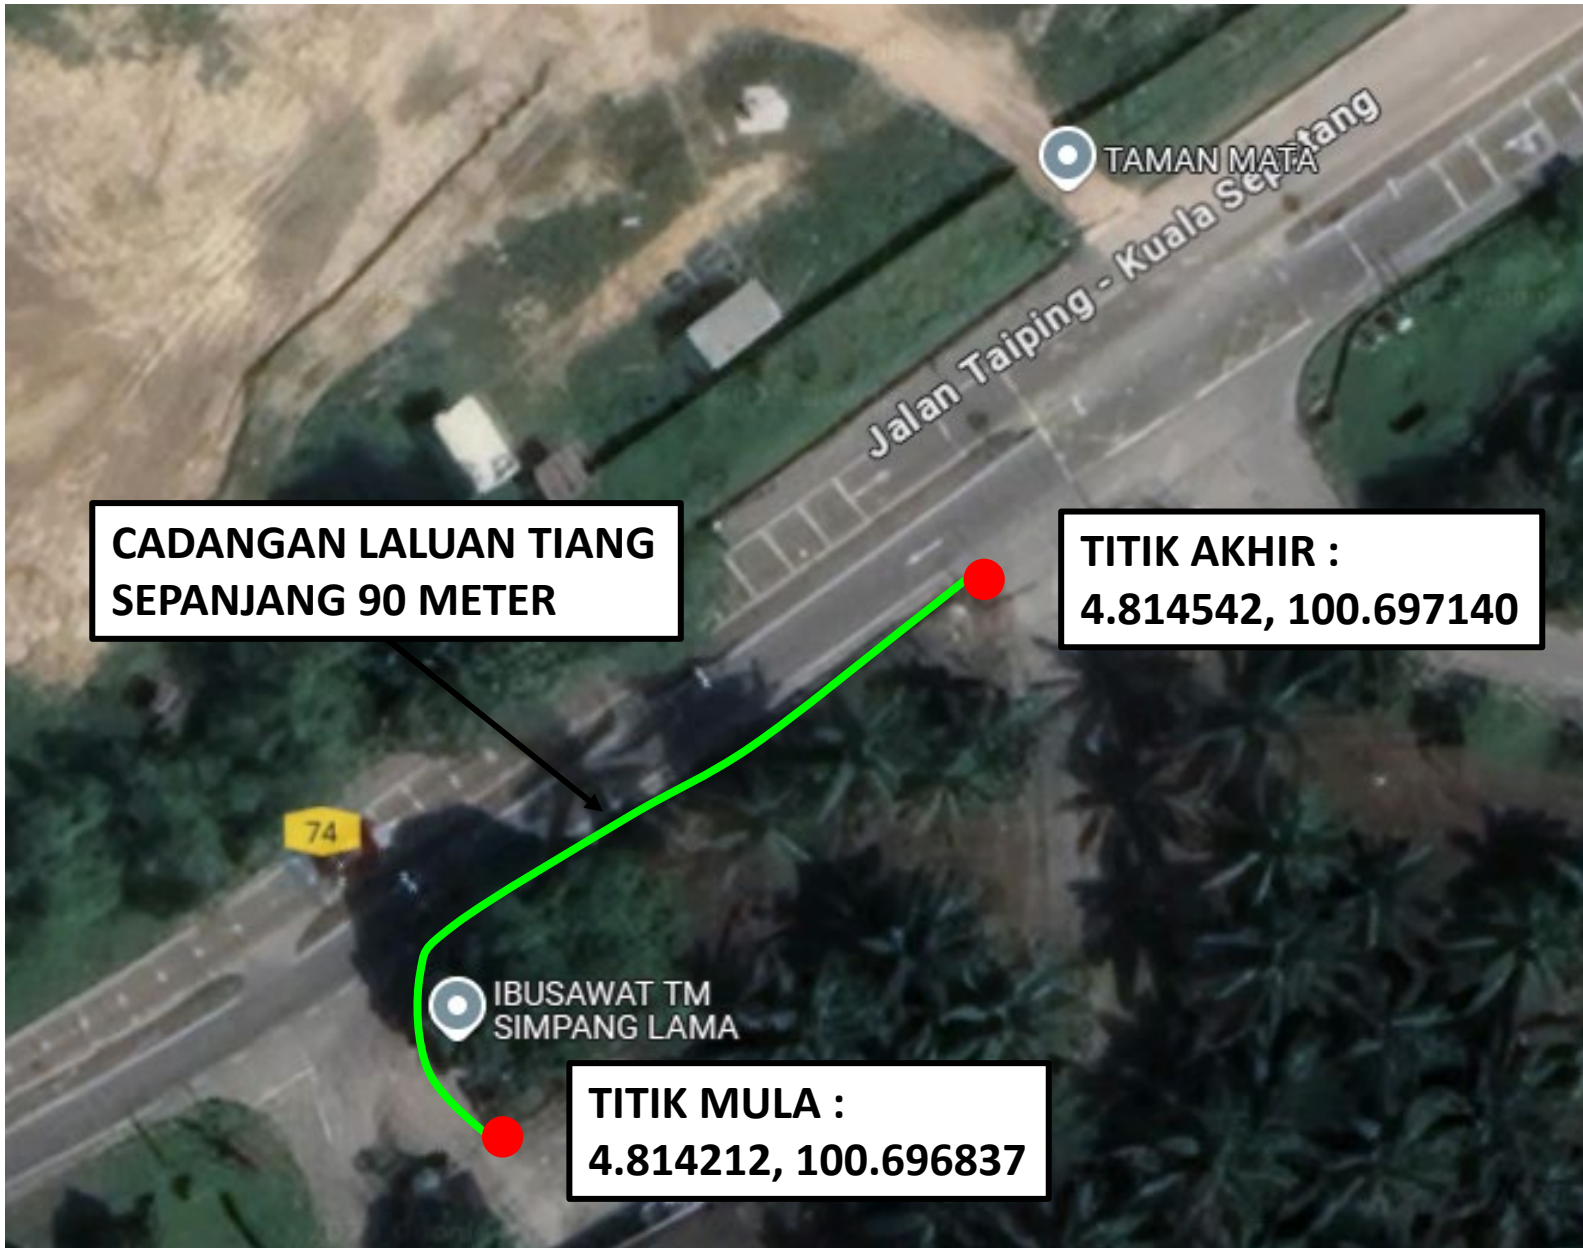 TAMAN MATA
Jalan Taiping - Kuala Sepetang
CADANGAN LALUAN TIANG
SEPANJANG 90 METER
TITIK AKHIR :
4.814542, 100.697140
74
IBUSAWAT TM
SIMPANG LAMA
TITIK MULA :
4.814212, 100.696837